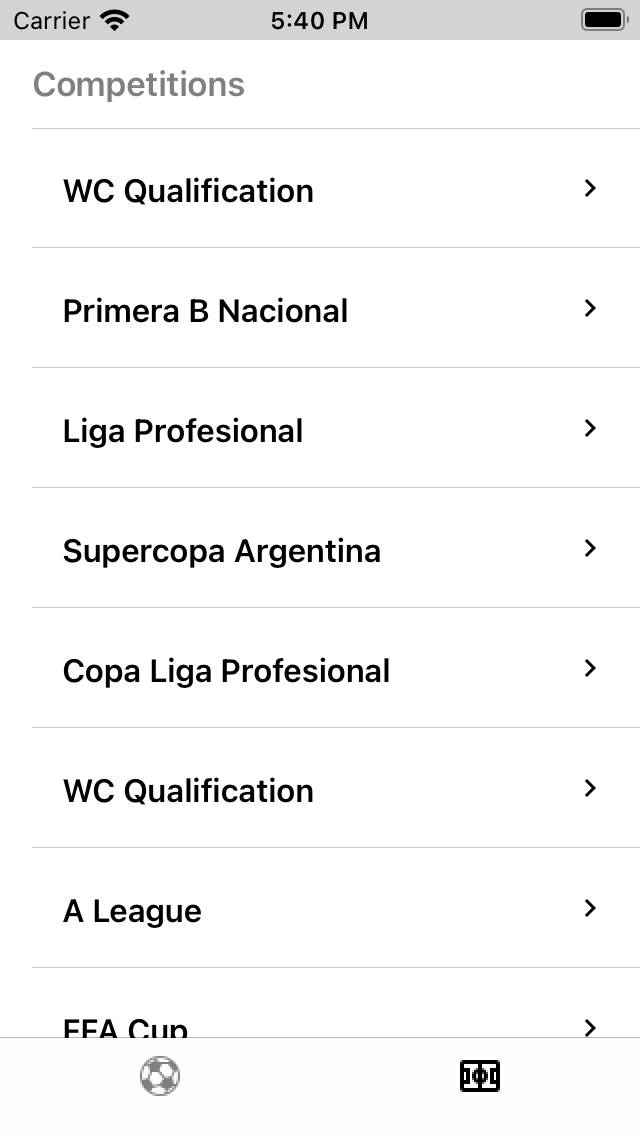 Carrier 5:40 PM
Competitions
WC Qualification
Primera B Nacional
Liga Profesional
Supercopa Argentina
Copa Liga Profesional
WC Qualification
A League
FFA Cup